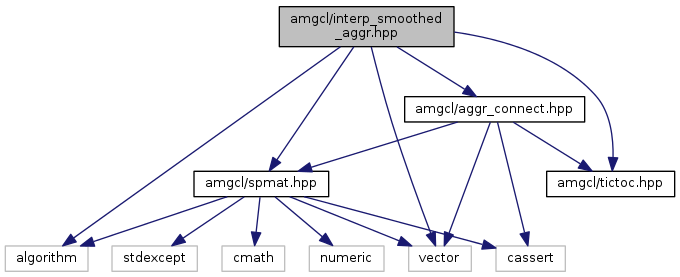 amgcl/interp_smoothed
_aggr.hpp
amgcl/aggr_connect.hpp
amgcl/spmat.hpp
amgcl/tictoc.hpp
algorithm
stdexcept
cmath
numeric
vector
cassert